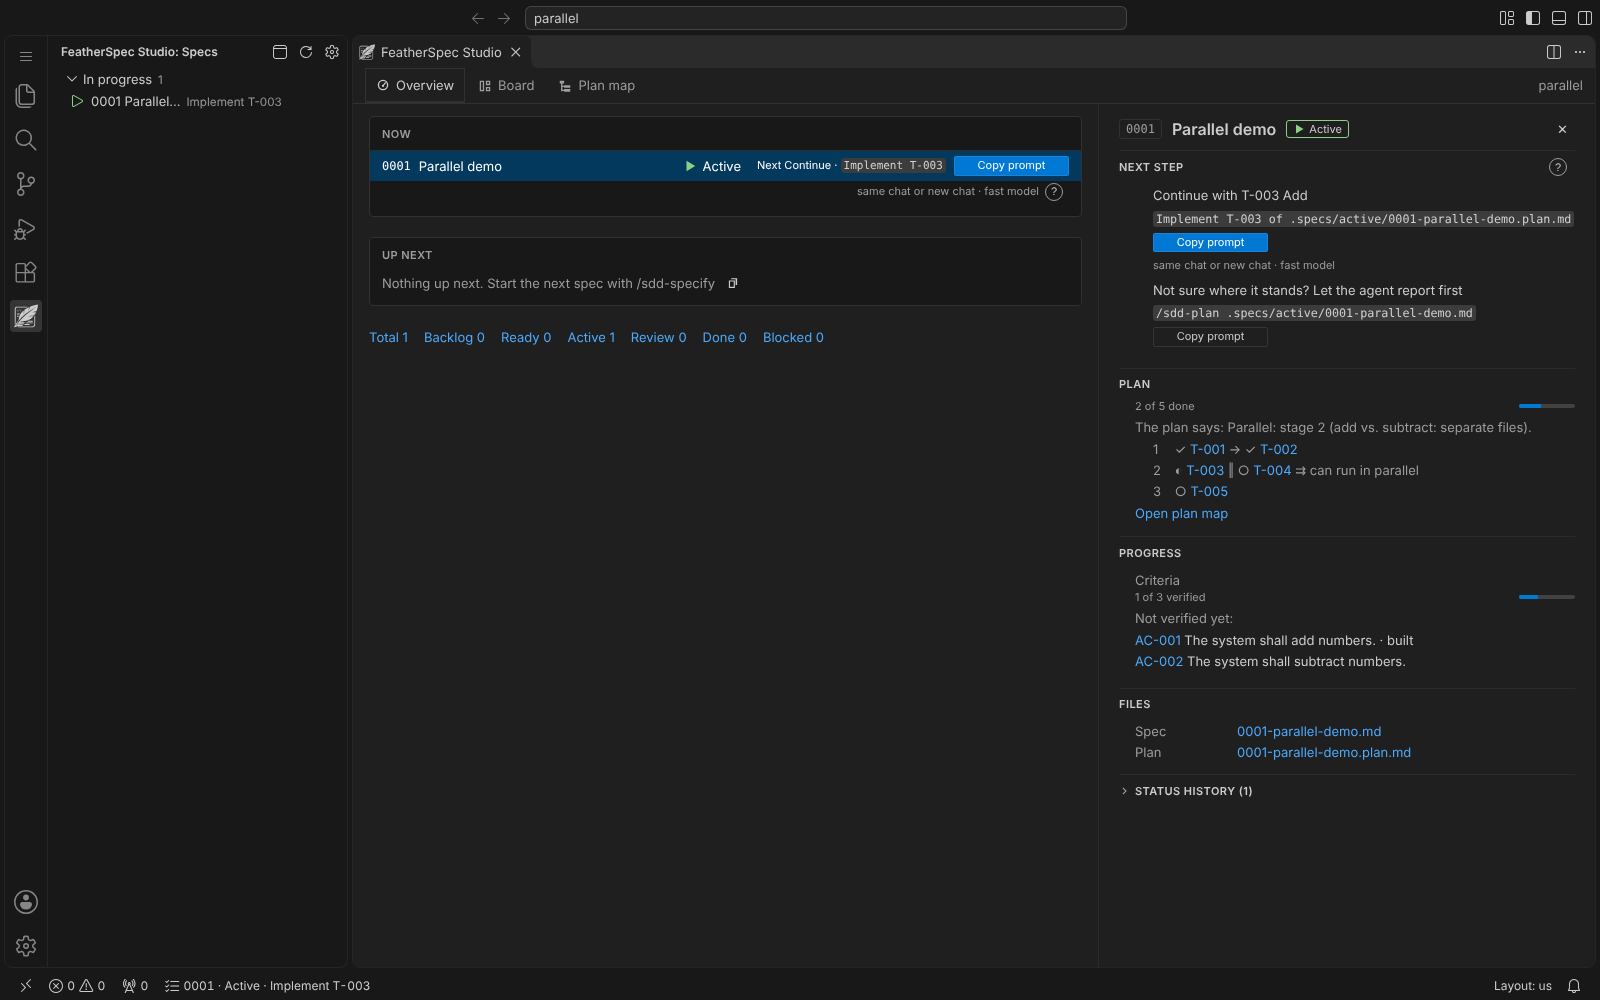 parallel
FeatherSpec Studio: Specs
In progress 1
0001 Parallel... Implement T-003
FeatherSpec Studio
Overview Board Plan map parallel
NOW
0001 Parallel demo Active Next Continue · Implement T-003 Copy prompt
same chat or new chat · fast model ?
UP NEXT
Nothing up next. Start the next spec with /sdd-specify
Total 1 Backlog 0 Ready 0 Active 1 Review 0 Done 0 Blocked 0
0001 Parallel demo Active
NEXT STEP ?
Continue with T-003 Add
Implement T-003 of .specs/active/0001-parallel-demo.plan.md
Copy prompt
same chat or new chat · fast model
Not sure where it stands? Let the agent report first
/sdd-plan .specs/active/0001-parallel-demo.md
Copy prompt
PLAN
2 of 5 done
The plan says: Parallel: stage 2 (add vs. subtract: separate files).
1 ✓ T-001 → ✓ T-002
2 T-003 ‖ ○ T-004 ⇉ can run in parallel
3 ○ T-005
Open plan map
PROGRESS
Criteria
1 of 3 verified
Not verified yet:
AC-001 The system shall add numbers. · built
AC-002 The system shall subtract numbers.
FILES
Spec 0001-parallel-demo.md
Plan 0001-parallel-demo.plan.md
STATUS HISTORY (1)
0 0 0 0001 · Active · Implement T-003 Layout: us